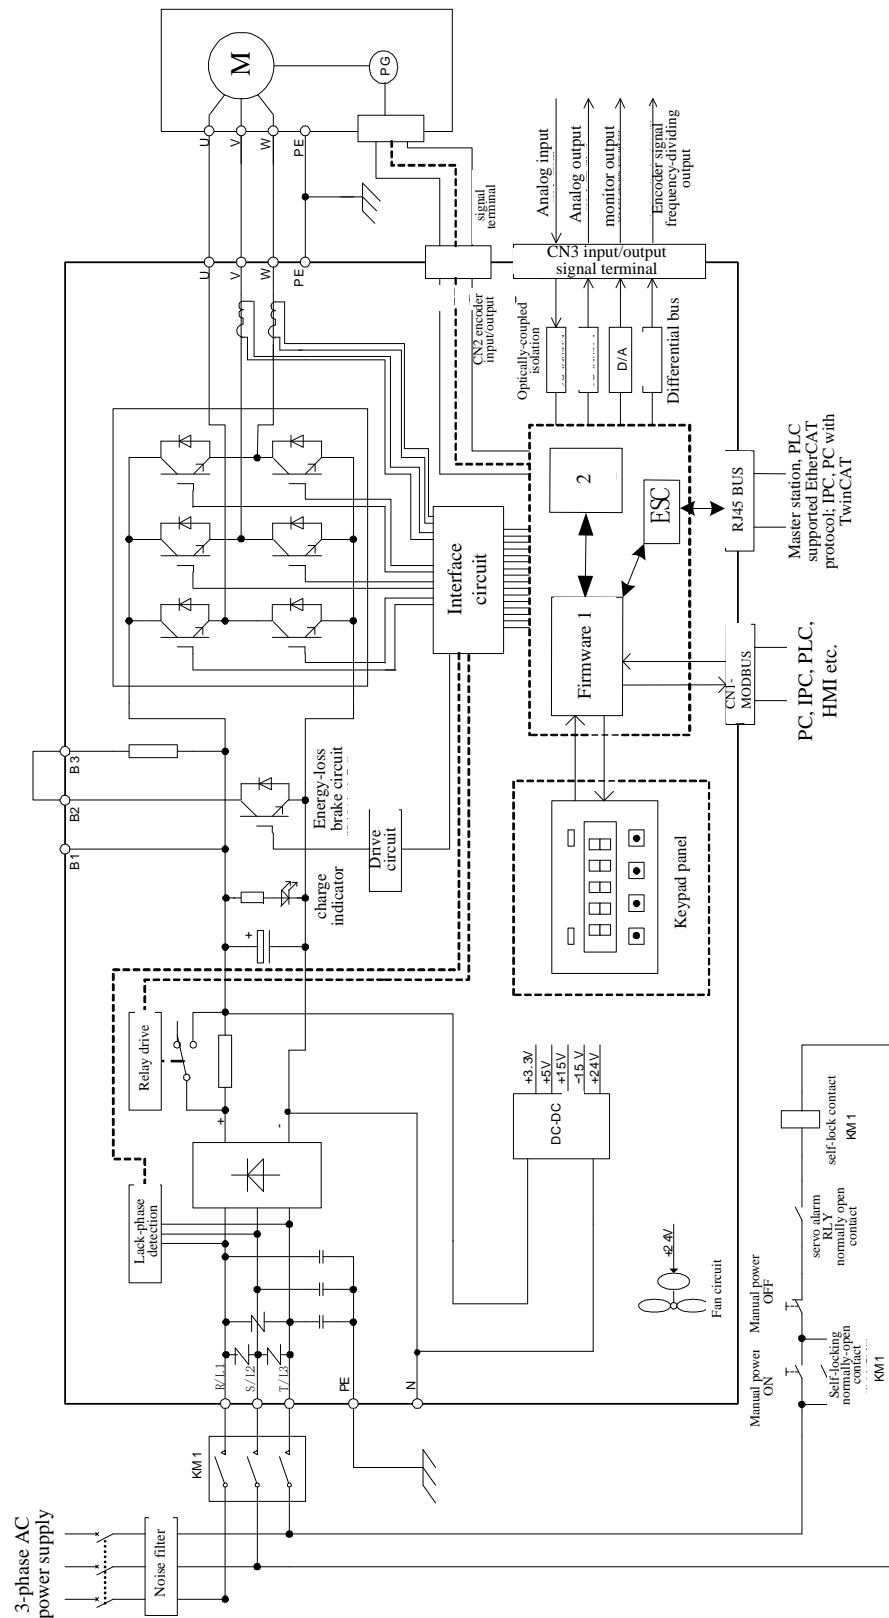 3-phase AC
power supply
Noise filter
KM1
R/L1
S/L2
T/L3
PE
N
Lack-phase
detection
Relay drive
+
-
+
charge
indicator
B1
B2
B3
Energy-loss
brake circuit
Drive
circuit
Interface
circuit
U
V
W
PE
U
V
W
PE
M
PG
signal
terminal
CN2 encoder
input/output
Analog input
Analog output
monitor output
Encoder signal
frequency-dividing
output
CN3 input/output
signal terminal
Optically-coupled
isolation
D/A
Differential bus
2
ESC
Firmware 1
RJ45 BUS
Master station, PLC
supported EtherCAT
protocol; IPC, PC with
TwinCAT
CN1-
MODBUS
PC, IPC, PLC,
HMI etc.
Keypad panel
DC-DC
+3.3V
+5V
+15V
-15V
+24V
+24V
Fan circuit
Manual power
ON
Self-locking
normally-open
contact
KM1
Manual power
OFF
servo alarm
RLY
normally open
contact
self-lock contact
KM1